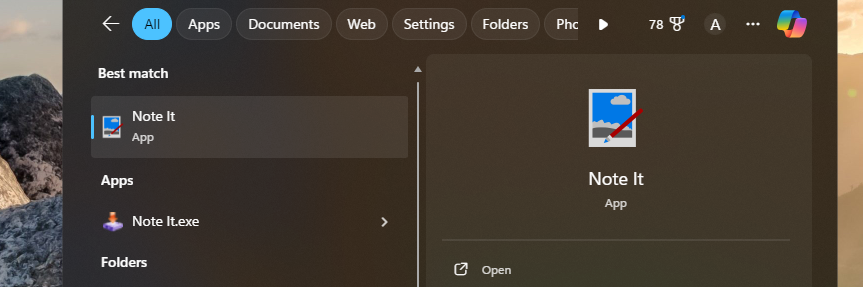 All Apps Documents Web Settings Folders Pho 78 A
Best match
Note It
App
Apps
Note It.exe
Folders
Note It
App
Open